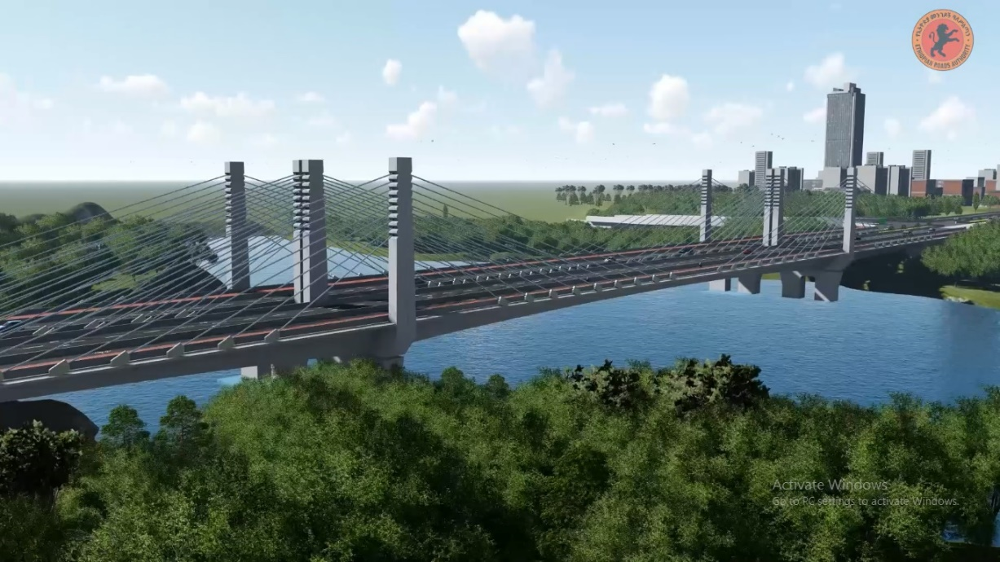 ETHIOPIAN ROADS AUTHORITY
Activate Windows
Go to PC settings to activate Windows.